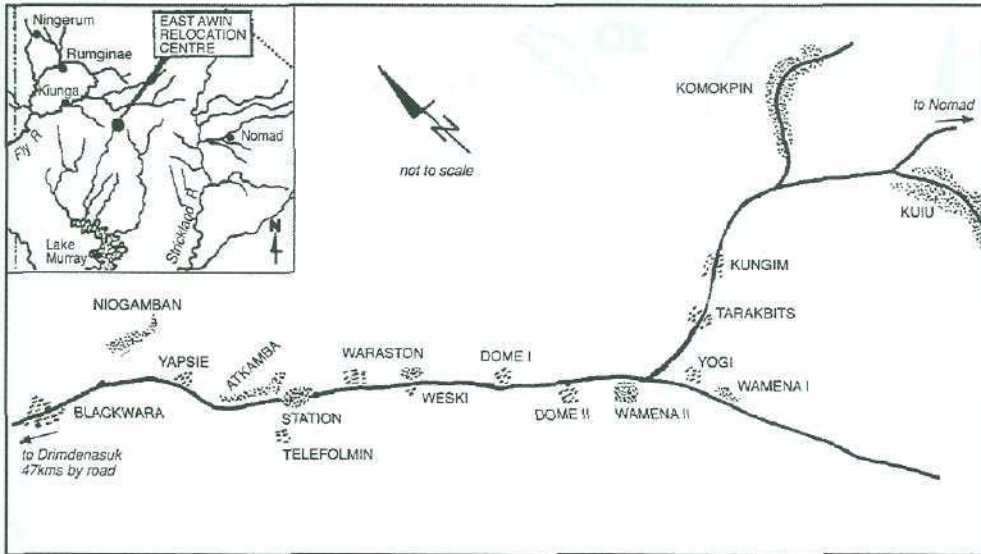 Ningerum
EAST AWIN
RELOCATION
CENTRE
Rumginae
Kiunga
Nomad
Fly R
Strickland R
Lake
Murray
N
N
not to scale
KOMOKPIN
to Nomad
KUIU
KUNGIM
TARAKBITS
NIOGAMBAN
YAPSIE
ATKAMBA
WARASTON
DOME I
YOGI
WAMENA I
BLACKWARA
STATION
WESKI
DOME II
WAMENA II
TELEFOLMIN
to Drimdenasuk
47kms by road